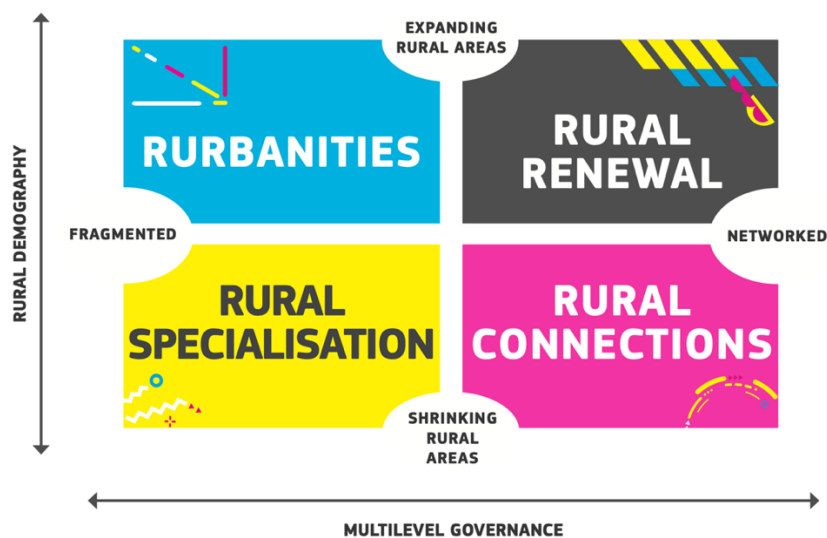 EXPANDING
RURAL AREAS
RURBANITIES
RURAL
RENEWAL
RURAL DEMOGRAPHY
FRAGMENTED
NETWORKED
RURAL
SPECIALISATION
RURAL
CONNECTIONS
SHRINKING
RURAL
AREAS
MULTILEVEL GOVERNANCE